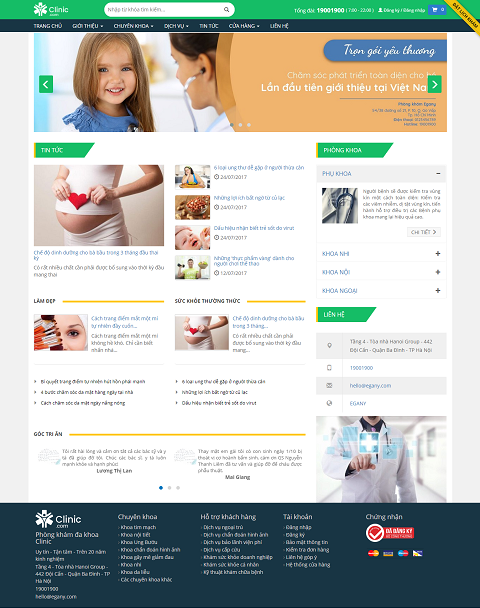 Clinic
.com
Nhập từ khóa tìm kiếm ...
Tổng đài: 19001900 ( 7:00 - 22:00 )
Đăng ký / Đăng nhập
0
ĐẶT LỊCH KHÁM
TRANG CHỦ
GIỚI THIỆU
CHUYÊN KHOA
DỊCH VỤ
TIN TỨC
CỬA HÀNG
LIÊN HỆ
Trọn gói yêu thương
Chăm sóc phát triển toàn diện cho bé
Lần đầu tiên giới thiệu tại Việt Nam
Phòng khám Egany
TIN TỨC
Chế độ dinh dưỡng cho bà bầu trong 3 tháng đầu thai kỳ
Có rất nhiều chất cần phải được bổ sung vào thời kỳ đầu mang thai
6 loại ung thư dễ gặp ở người thừa cân
24/07/2017
Những lợi ích bất ngờ từ củ lạc
24/07/2017
Dấu hiệu nhận biết trẻ sốt do virut
24/07/2017
Những 'thực phẩm vàng' dành cho người chơi thể thao
12/07/2017
PHÒNG KHOA
PHỤ KHOA
Người bệnh sẽ được kiểm tra vùng kín một cách toàn diện: Kiểm tra các viêm nhiễm, dị tật vùng kín, tiến hành hỗ trợ điều trị các bệnh phụ khoa mang lại hiệu quả cao.
CHI TIẾT
KHOA NHI
KHOA NỘI
KHOA NGOẠI
LIÊN HỆ
Tầng 4 - Tòa nhà Hanoi Group - 442
Đội Cấn - Quận Ba Đình - TP Hà Nội
19001900
hello@egany.com
EGANY
LÀM ĐẸP
Cách trang điểm mắt một mí tự nhiên đầy cuốn...
Cách trang điểm mắt một mí không hề khó. Chỉ cần biết nhấn nhá...
Bí quyết trang điểm tự nhiên hút hồn phái mạnh
4 bước chăm sóc da mặt hàng ngày tại nhà
Cách chăm sóc da mặt ngày nắng nóng
SỨC KHỎE THƯỜNG THỨC
Chế độ dinh dưỡng cho bà bầu trong 3 tháng...
Có rất nhiều chất cần phải được bổ sung vào thời kỳ đầu mang...
6 loại ung thư dễ gặp ở người thừa cân
Những lợi ích bất ngờ từ củ lạc
Dấu hiệu nhận biết trẻ sốt do virut
GÓC TRI ÂN
Tôi rất hài lòng và cảm ơn tất cả các bác sỹ và y tá đã giúp đỡ tôi. Chúc các bác sĩ, y tá luôn mạnh khỏe và hạnh phúc!
Lương Thị Lan
Thay mặt em gái tôi có con sinh ngày 1/10 bị thoát vị cơ hoành bẩm sinh, cảm ơn GS Nguyễn Thanh Liêm đã tư vấn và giúp đỡ để cháu được phẫu thuật
Mai Giang
Clinic
.com
Phòng khám đa khoa
Clinic
Uy tín - Tận tâm - Trên 20 năm
kinh nghiệm
Tầng 4 - Tòa nhà Hanoi Group -
442 Đội Cấn - Quận Ba Đình - TP
Hà Nội
19001900
hello@egany.com
Chuyên khoa
Khoa tim mạch
Khoa nội tiết
Khoa Ung Bướu
Khoa chẩn đoán hình ảnh
Khoa gây mê giảm đau
Khoa nhi
Khoa da liễu
Các chuyên khoa khác
Hỗ trợ khách hàng
Dịch vụ ngoại trú
Dịch vụ chẩn đoán hình ảnh
Dịch vụ bảo lãnh viện phí
Dịch vụ cấp cứu
Khám sức khỏe doanh nghiệp
Khám sức khỏe cá nhân
Kỹ thuật khám chữa bệnh
Tài khoản
Đăng nhập
Đăng ký
Bảo mật thông tin
Kiểm tra đơn hàng
Liên hệ góp ý
Hệ thống cửa hàng
Chứng nhận
ĐÃ ĐĂNG KÝ
BỘ CÔNG THƯƠNG